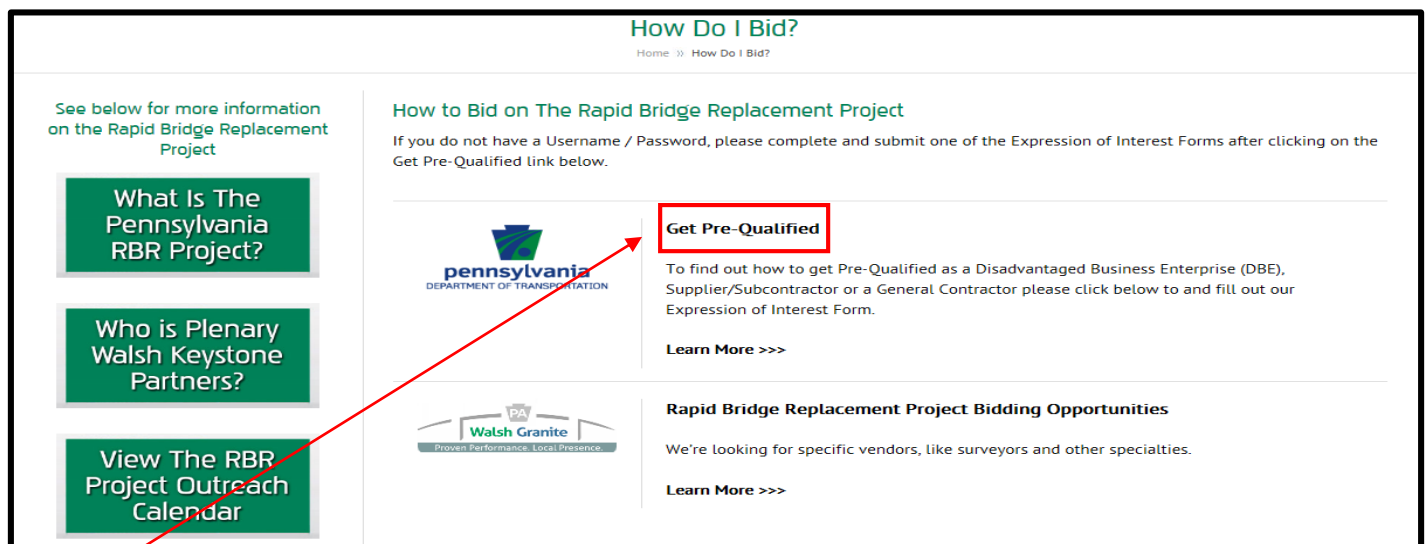 How Do I Bid?
Home » How Do I Bid?
See below for more information
on the Rapid Bridge Replacement
Project
What Is The
Pennsylvania
RBR Project?
Who is Plenary
Walsh Keystone
Partners?
View The RBR
Project Outreach
Calendar
How to Bid on The Rapid Bridge Replacement Project
If you do not have a Username / Password, please complete and submit one of the Expression of Interest Forms after clicking on the
Get Pre-Qualified link below.
pennsylvania
DEPARTMENT OF TRANSPORTATION
Get Pre-Qualified
To find out how to get Pre-Qualified as a Disadvantaged Business Enterprise (DBE),
Supplier/Subcontractor or a General Contractor please click below to and fill out our
Expression of Interest Form.
Learn More >>>
PA
Walsh Granite
Proven Performance. Local Presence.
Rapid Bridge Replacement Project Bidding Opportunities
We're looking for specific vendors, like surveyors and other specialties.
Learn More >>>